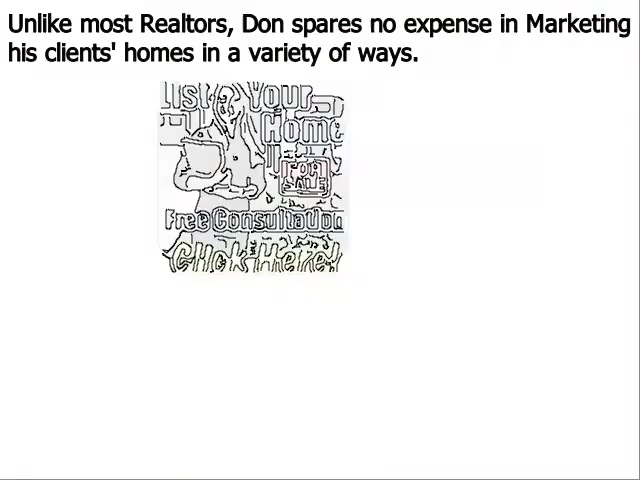 Unlike most Realtors, Don spares no expense in Marketing
his clients' homes in a variety of ways.
List Your
Home
FOR
SALE
Free Consultation
Click Here!